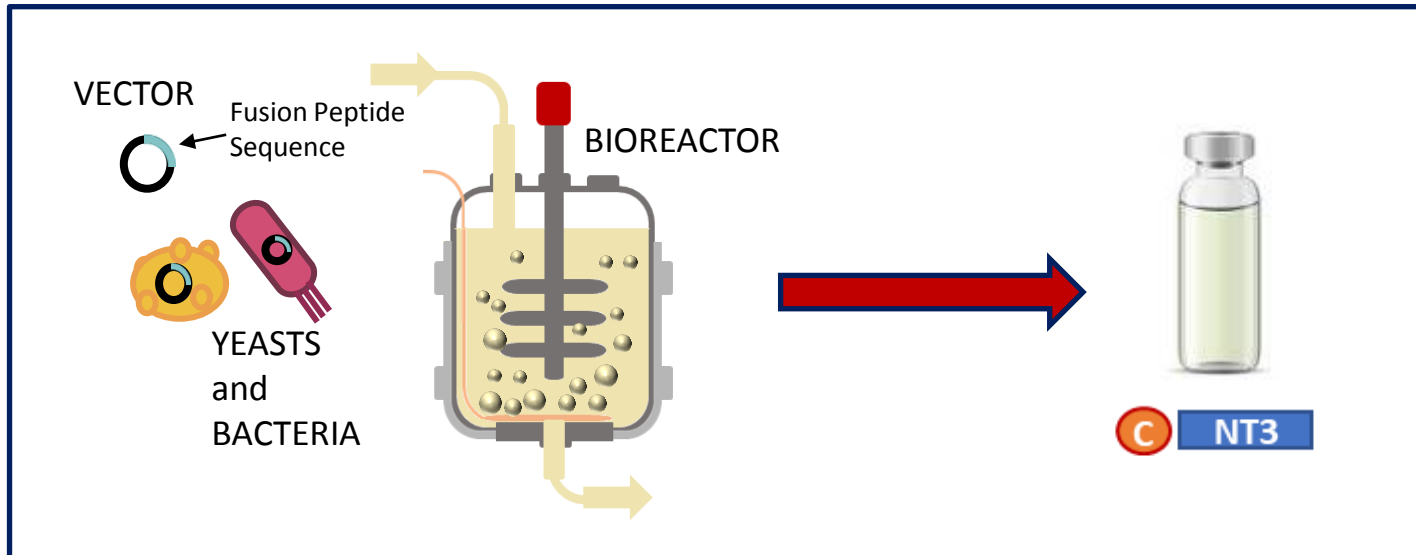 VECTOR
Fusion Peptide
Sequence
BIOREACTOR
YEASTS
and
BACTERIA
C
NT3